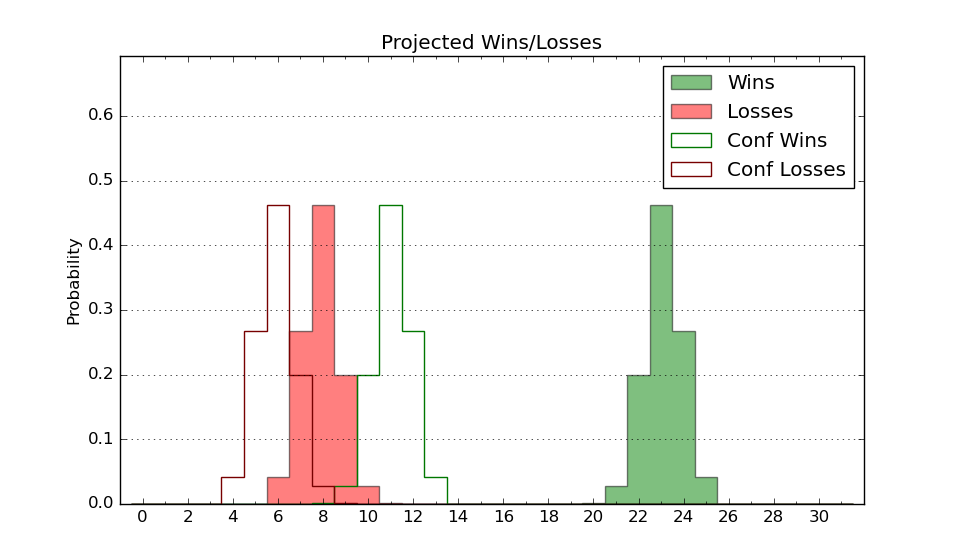 Projected Wins/Losses
Wins
Losses
Conf Wins
Conf Losses
Probability
0.6
0.5
0.4
0.3
0.2
0.1
0.0
0 2 4 6 8 10 12 14 16 18 20 22 24 26 28 30